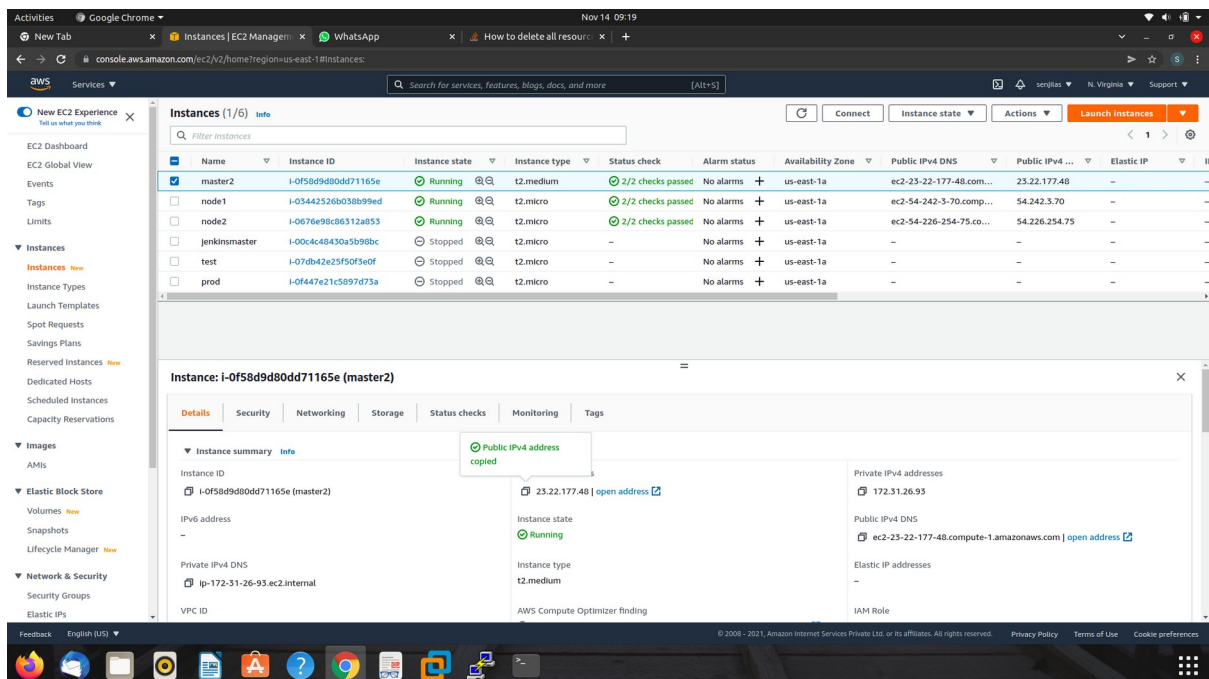 Activities Google Chrome Nov 14 09:19
New Tab Instances | EC2 Managem WhatsApp How to delete all resourc
console.aws.amazon.com/ec2/v2/home?region=us-east-1#Instances:
aws Services Search for services, features, blogs, docs, and more [Alt+S] senjilas N. Virginia Support
New EC2 Experience
Tell us what you think
EC2 Dashboard
EC2 Global View
Events
Tags
Limits
Instances
Instances New
Instance Types
Launch Templates
Spot Requests
Savings Plans
Reserved Instances New
Dedicated Hosts
Scheduled Instances
Capacity Reservations
Images
AMIs
Elastic Block Store
Volumes New
Snapshots
Lifecycle Manager New
Network & Security
Security Groups
Elastic IPs
Instances (1/6) Info Connect Instance state Actions Launch instances
Filter instances 1
Name Instance ID Instance state Instance type Status check Alarm status Availability Zone Public IPv4 DNS Public IPv4 ... Elastic IP
master2 i-0f58d9d80dd71165e Running t2.medium 2/2 checks passed No alarms + us-east-1a ec2-23-22-177-48.com... 23.22.177.48 –
node1 i-03442526b038b99ed Running t2.micro 2/2 checks passed No alarms + us-east-1a ec2-54-242-3-70.comp... 54.242.3.70 –
node2 i-0676e98c86312a853 Running t2.micro 2/2 checks passed No alarms + us-east-1a ec2-54-226-254-75.co... 54.226.254.75 –
jenkinsmaster i-00c4c48430a5b98bc Stopped t2.micro – No alarms + us-east-1a – – –
test i-07db42e25f50f3e0f Stopped t2.micro – No alarms + us-east-1a – – –
prod i-0f447e21c5897d73a Stopped t2.micro – No alarms + us-east-1a – – –
Instance: i-0f58d9d80dd71165e (master2)
Details Security Networking Storage Status checks Monitoring Tags
Public IPv4 address
copied
Instance summary Info
Instance ID Private IPv4 addresses
i-0f58d9d80dd71165e (master2) 23.22.177.48 | open address 172.31.26.93
IPv6 address Instance state Public IPv4 DNS
– Running ec2-23-22-177-48.compute-1.amazonaws.com | open address
Private IPv4 DNS Instance type Elastic IP addresses
ip-172-31-26-93.ec2.internal t2.medium –
VPC ID AWS Compute Optimizer finding IAM Role
Feedback English (US) © 2008 - 2021, Amazon Internet Services Private Ltd. or its affiliates. All rights reserved. Privacy Policy Terms of Use Cookie preferences